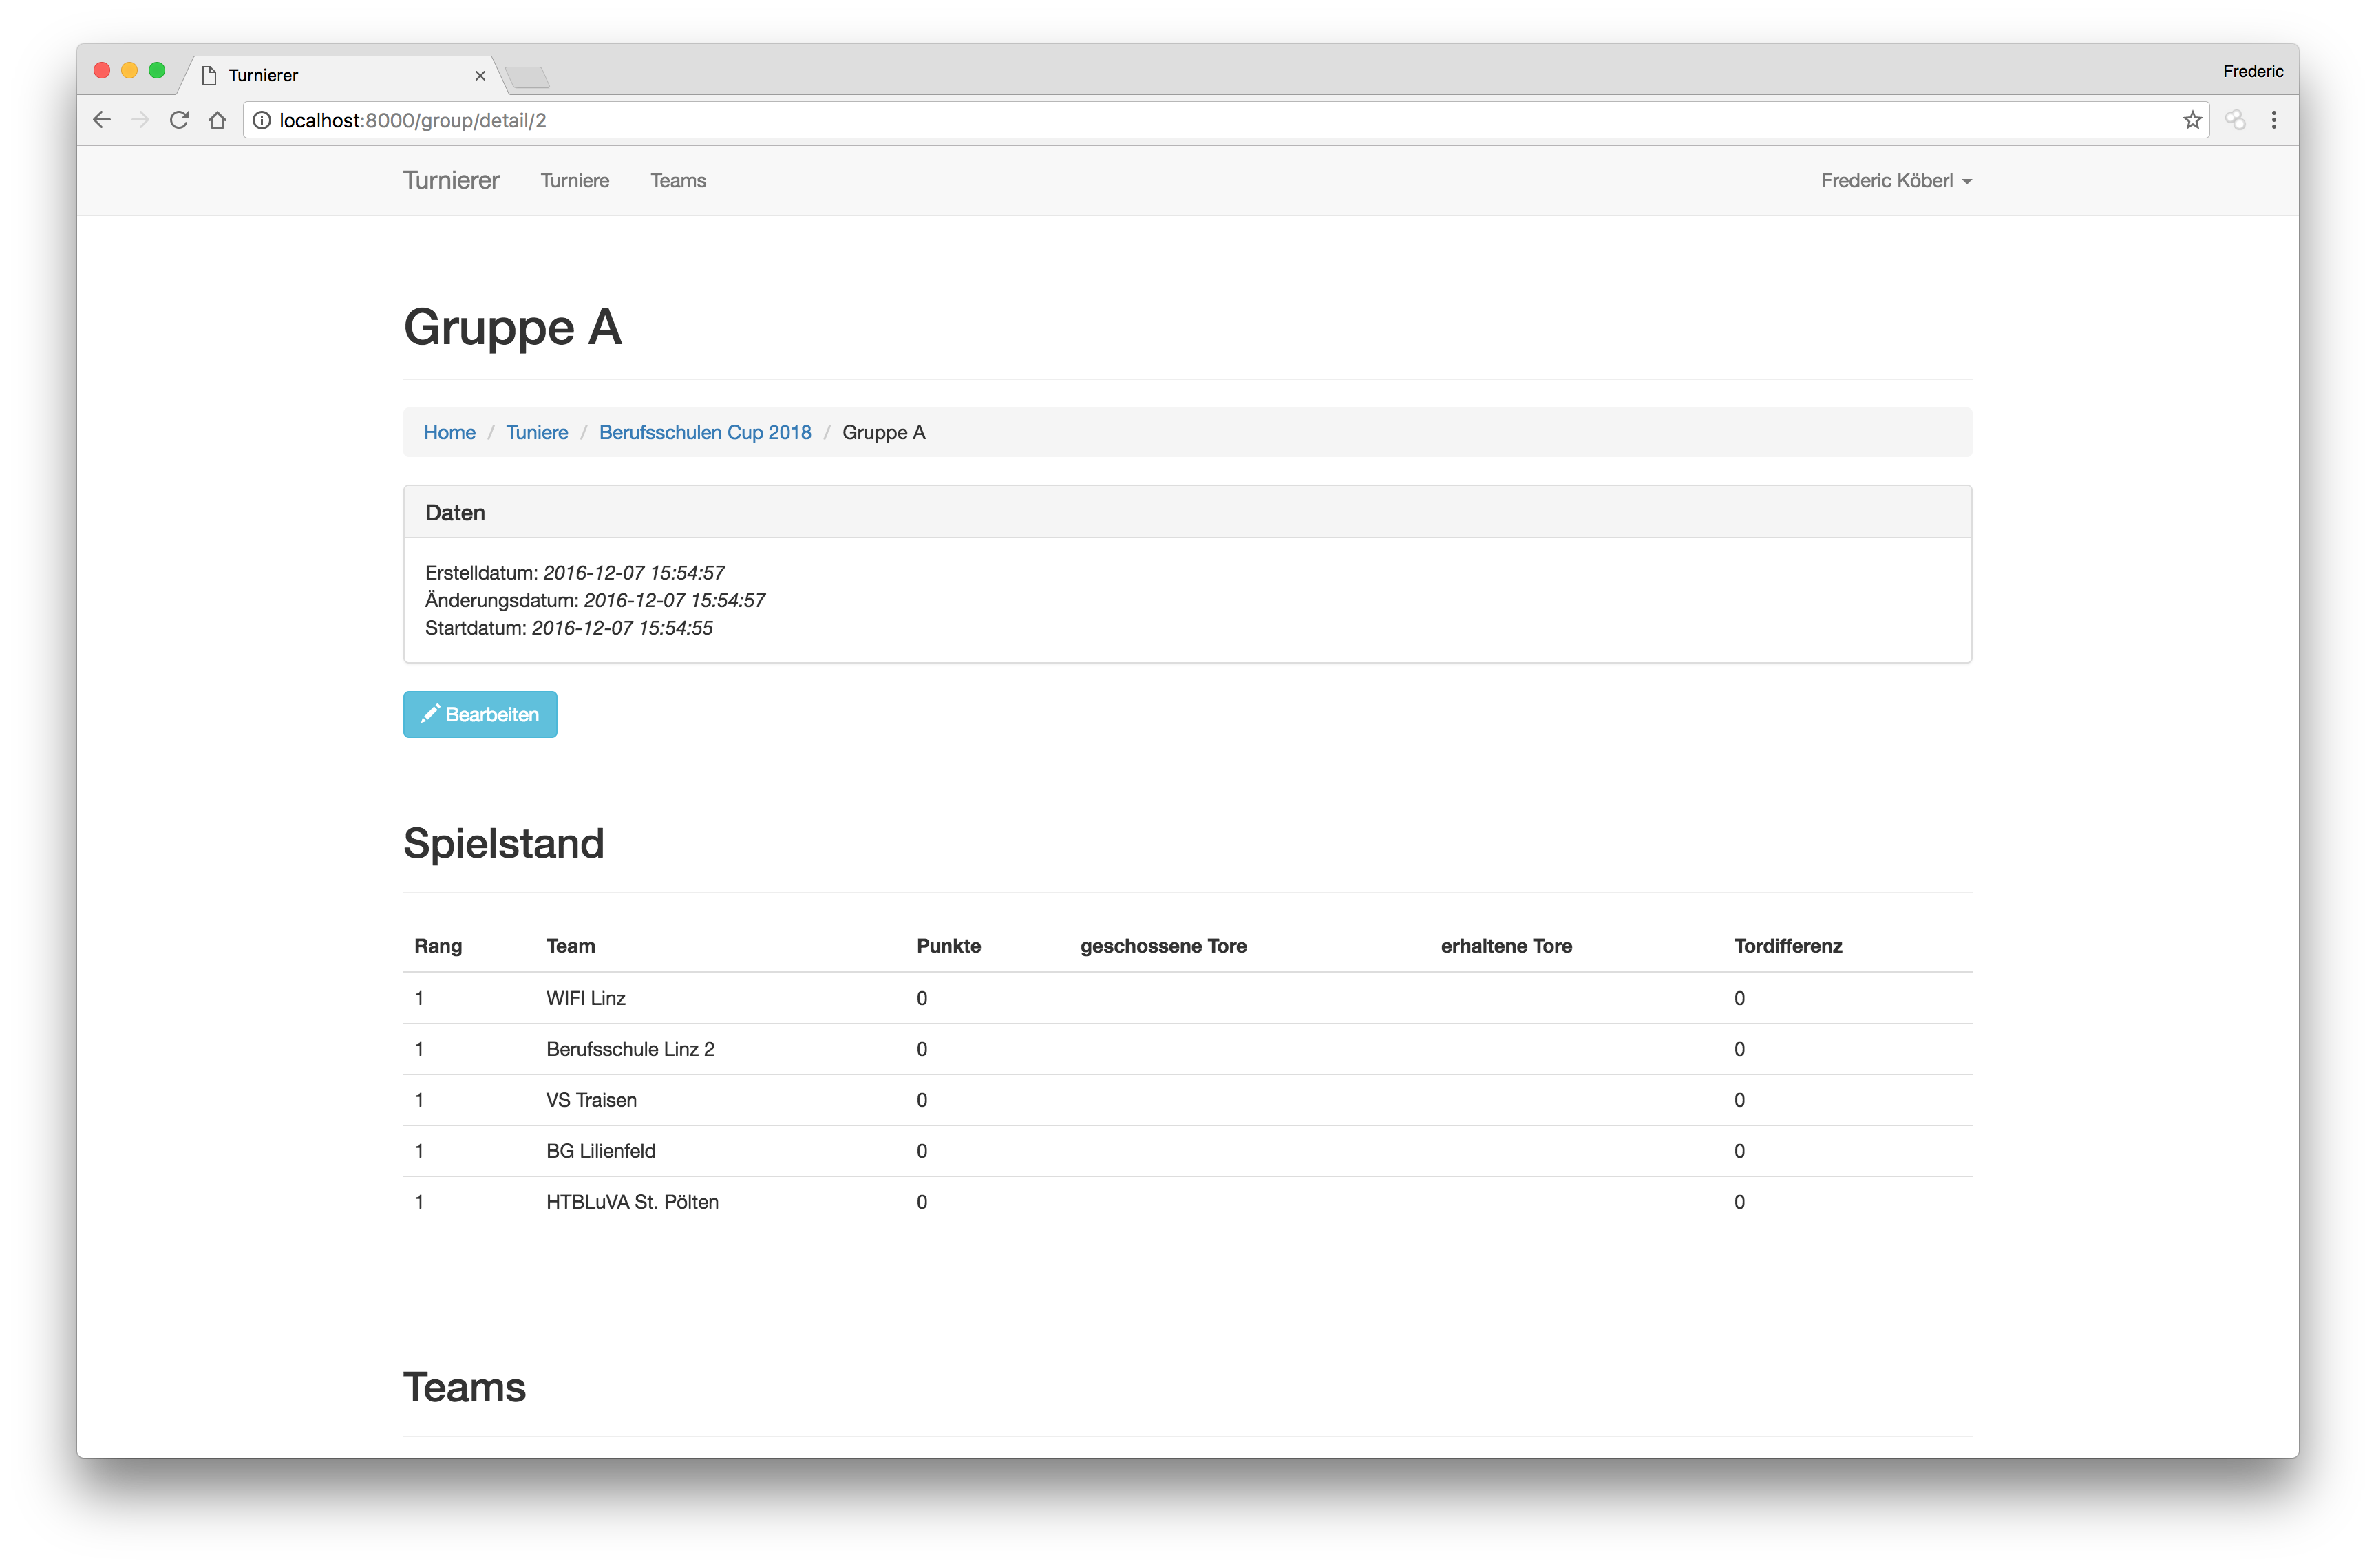 Turnierer
Frederic
localhost:8000/group/detail/2
Turnierer Turniere Teams Frederic Köberl
Gruppe A
Home / Tuniere / Berufsschulen Cup 2018 / Gruppe A
Daten
Erstelldatum: 2016-12-07 15:54:57
Änderungsdatum: 2016-12-07 15:54:57
Startdatum: 2016-12-07 15:54:55
Bearbeiten
Spielstand
Rang Team Punkte geschossene Tore erhaltene Tore Tordifferenz
1 WIFI Linz 0 0
1 Berufsschule Linz 2 0 0
1 VS Traisen 0 0
1 BG Lilienfeld 0 0
1 HTBLuVA St. Pölten 0 0
Teams